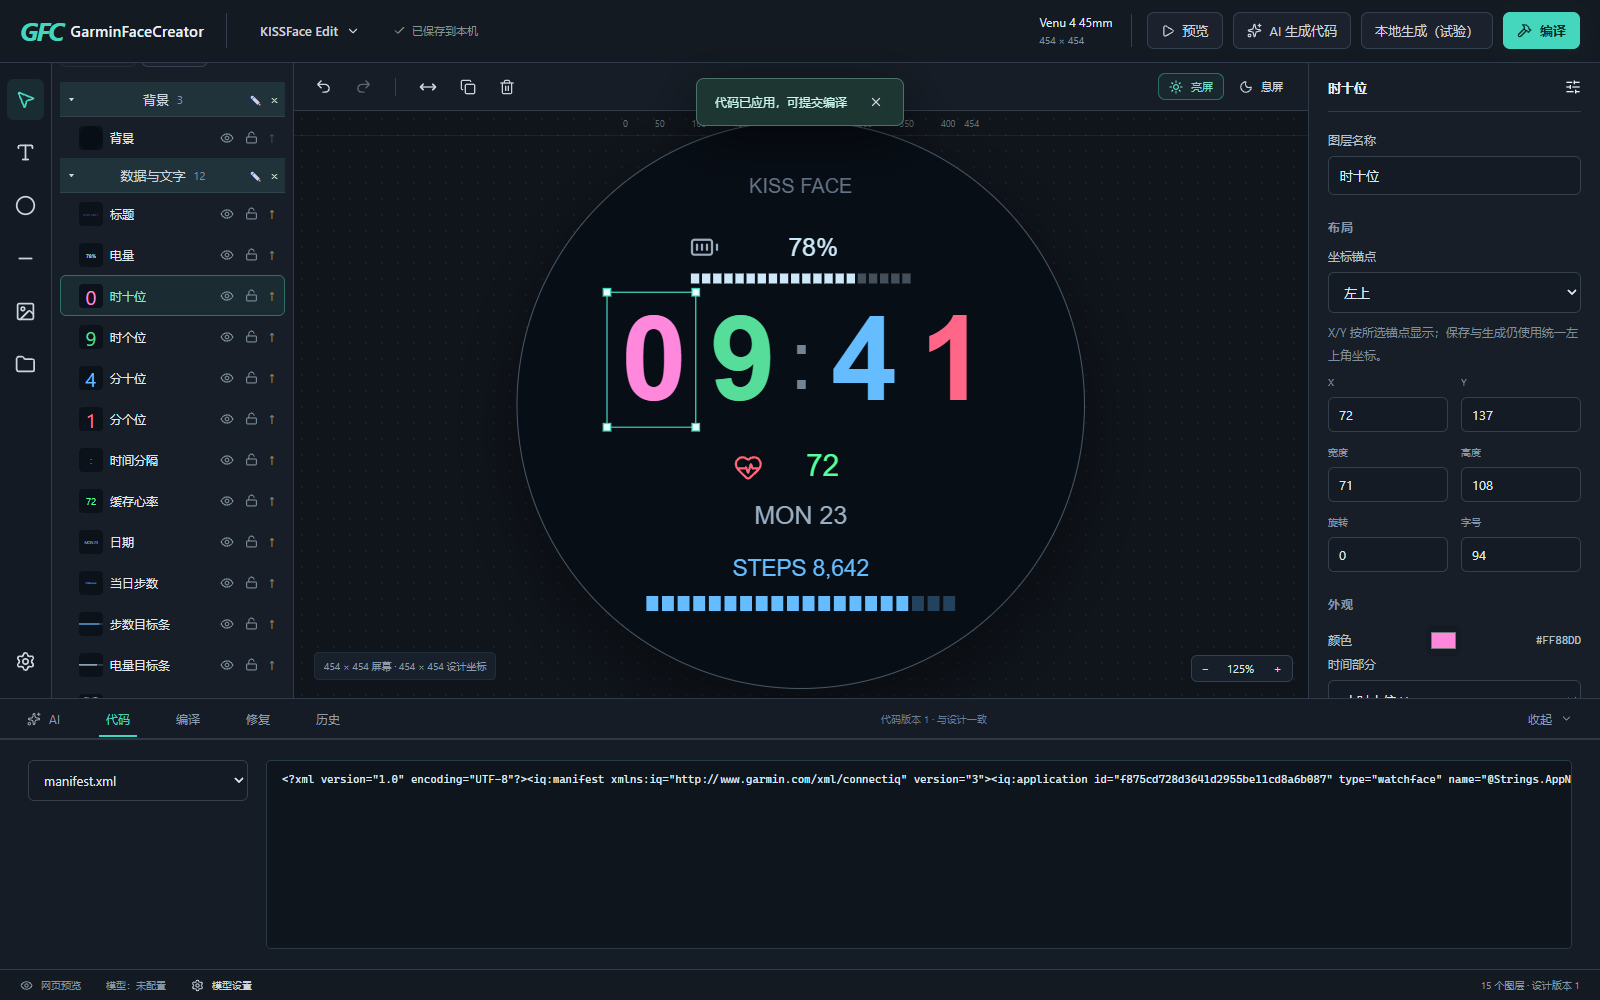 GFC GarminFaceCreator
KISSFace Edit
已保存到本机
Venu 4 45mm
454 × 454
预览
AI 生成代码
本地生成（试验）
编译
背景 3
背景
数据与文字 12
标题
78%
电量
0
时十位
9
时个位
4
分十位
1
分个位
:
时间分隔
72
缓存心率
MON 23
日期
当日步数
步数目标条
电量目标条
亮屏
息屏
代码已应用，可提交编译
0 50 400 454
KISS FACE
78%
09:41
72
MON 23
STEPS 8,642
454 × 454 屏幕 · 454 × 454 设计坐标
− 125% +
时十位
图层名称
时十位
布局
坐标锚点
左上
X/Y 按所选锚点显示；保存与生成仍使用统一左
上角坐标。
X
Y
72
137
宽度
高度
71
108
旋转
字号
0
94
外观
颜色
#FF88DD
时间部分
AI
代码
编译
修复
历史
代码版本 1 · 与设计一致
收起
manifest.xml
<?xml version="1.0" encoding="UTF-8"?><iq:manifest xmlns:iq="http://www.garmin.com/xml/connectiq" version="3"><iq:application id="f875cd728d3641d2955be11cd8a6b087" type="watchface" name="@Strings.AppN
网页预览
模型：未配置
模型设置
15 个图层 · 设计版本 1